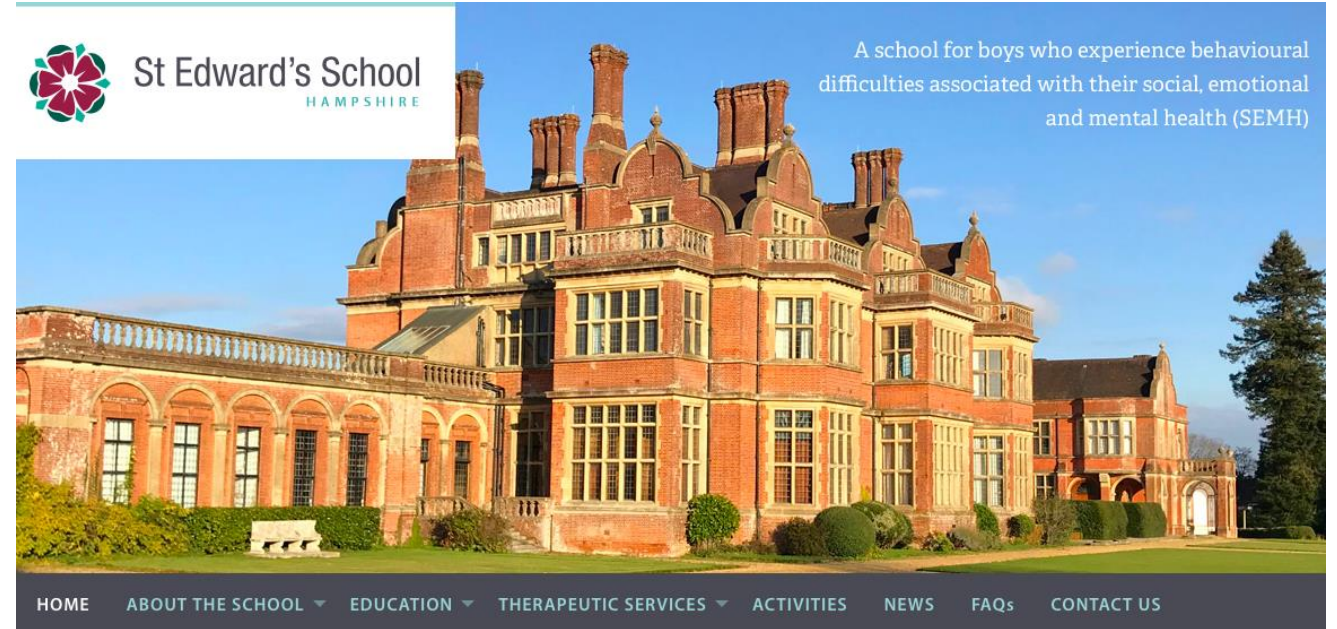 St Edward's School
HAMPSHIRE
A school for boys who experience behavioural
difficulties associated with their social, emotional
and mental health (SEMH)
HOME ABOUT THE SCHOOL EDUCATION THERAPEUTIC SERVICES ACTIVITIES NEWS FAQs CONTACT US